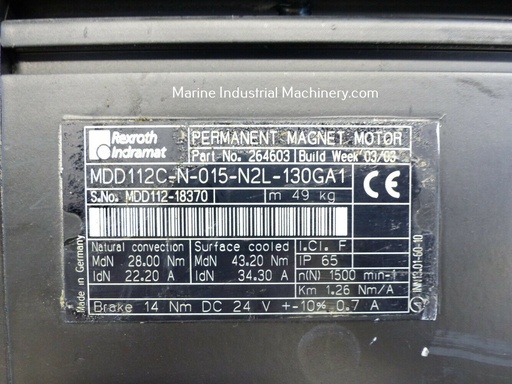 Marine Industrial Machinery.com
Rexroth
Indramat
PERMANENT MAGNET MOTOR
Part No. 264603 Build Week 03/03
MDD112C-N-015-N2L-130GA1
S.No. MDD112-18370 m 49 kg
CE
Made in Germany
Natural convection Surface cooled I.Cl. F
MdN 28.00 Nm MdN 43.20 Nm IP 65
IdN 22.20 A IdN 34.30 A n(N) 1500 min-1
Km 1.26 Nm/A
Brake 14 Nm DC 24 V +-10% 0.7 A